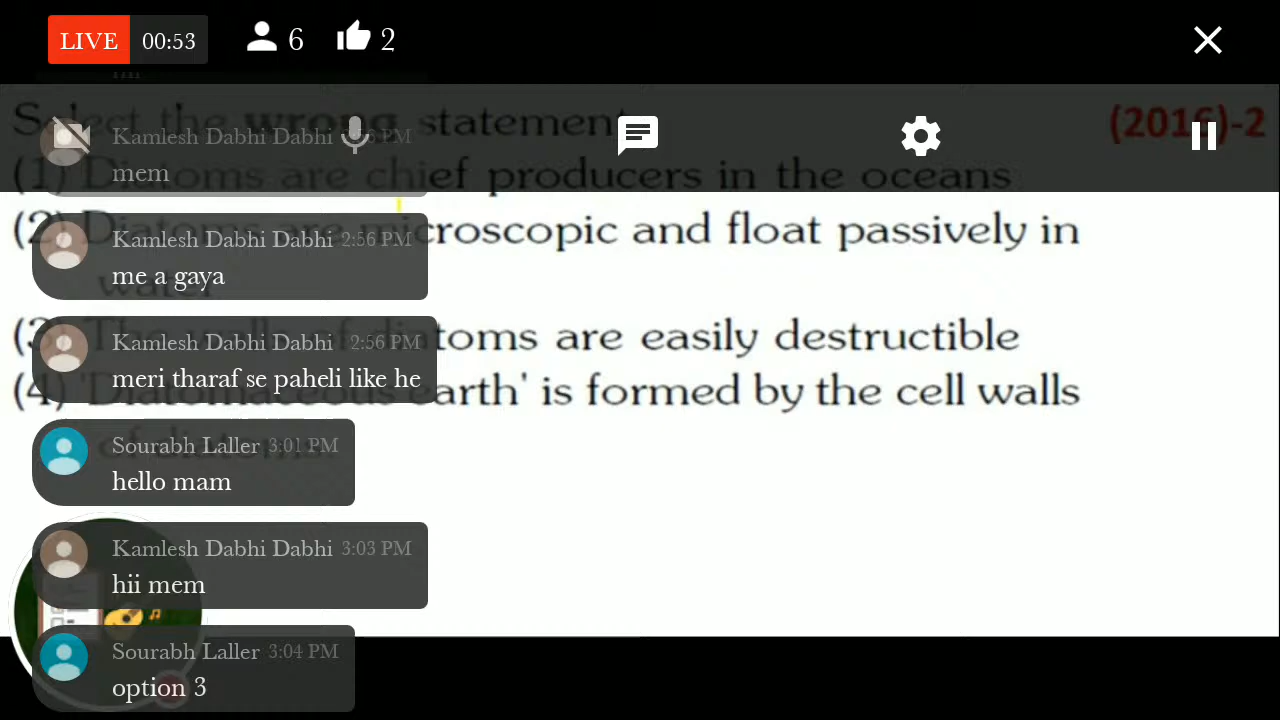 LIVE 00:53 6 2
Select the wrong statement (2016)-2
(1) Diatoms are chief producers in the oceans
(2) Diatoms are microscopic and float passively in
water
(3) The walls of diatoms are easily destructible
(4) 'Diatomaceous earth' is formed by the cell walls
of diatoms.
Kamlesh Dabhi Dabhi
mem
Kamlesh Dabhi Dabhi 2:56 PM
me a gaya
Kamlesh Dabhi Dabhi 2:56 PM
meri tharaf se paheli like he
Sourabh Laller 3:01 PM
hello mam
Kamlesh Dabhi Dabhi 3:03 PM
hii mem
Sourabh Laller 3:04 PM
option 3